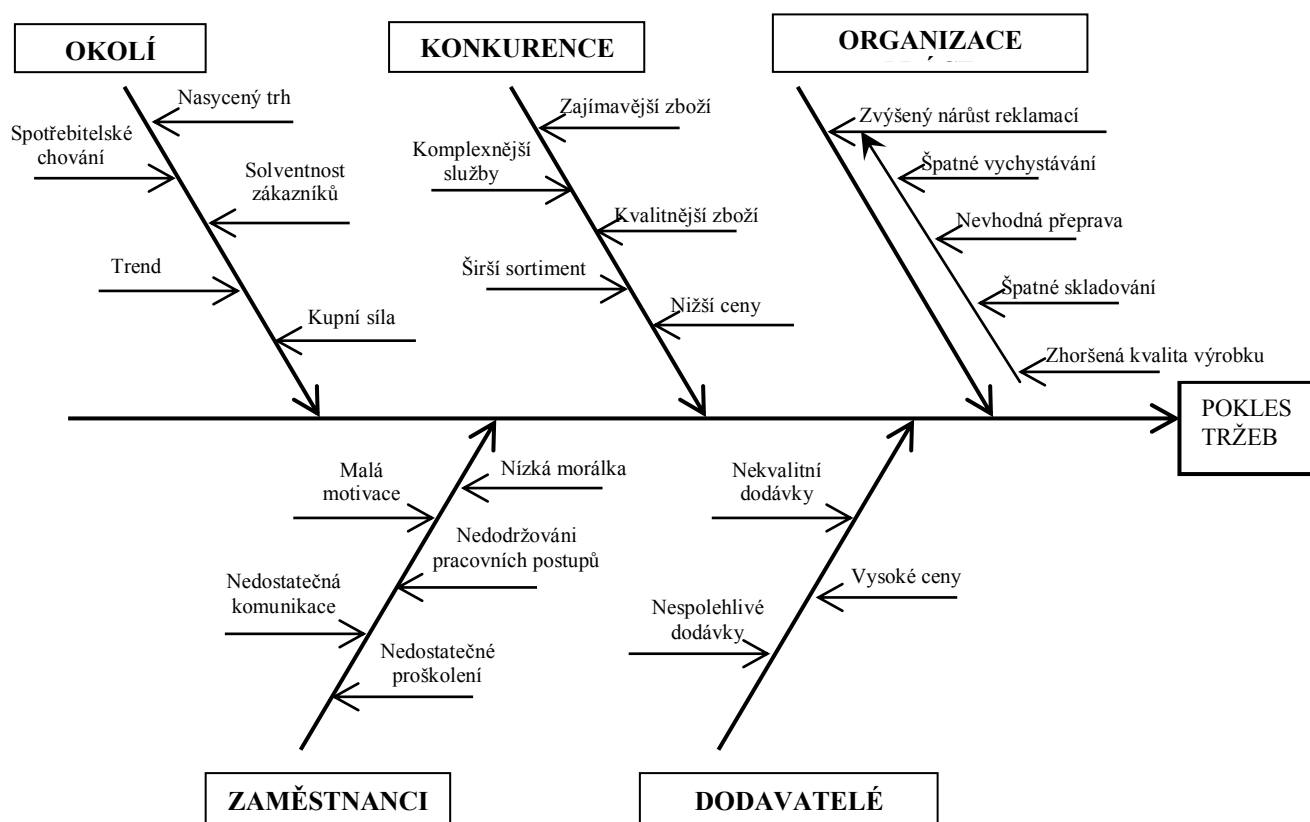 OKOLÍ
KONKURENCE
ORGANIZACE
Nasycený trh
Spotřebitelské
chování
Solventnost
zákazníků
Trend
Kupní síla
Zajímavější zboží
Komplexnější
služby
Kvalitnější zboží
Širší sortiment
Nižší ceny
Zvýšený nárůst reklamací
Špatné vychystávání
Nevhodná přeprava
Špatné skladování
Zhoršená kvalita výrobku
POKLES
TRŽEB
Malá
motivace
Nízká morálka
Nedodržováni
pracovních postupů
Nedostatečná
komunikace
Nedostatečné
proškolení
Nekvalitní
dodávky
Vysoké ceny
Nespolehlivé
dodávky
ZAMĚSTNANCI
DODAVATELÉ